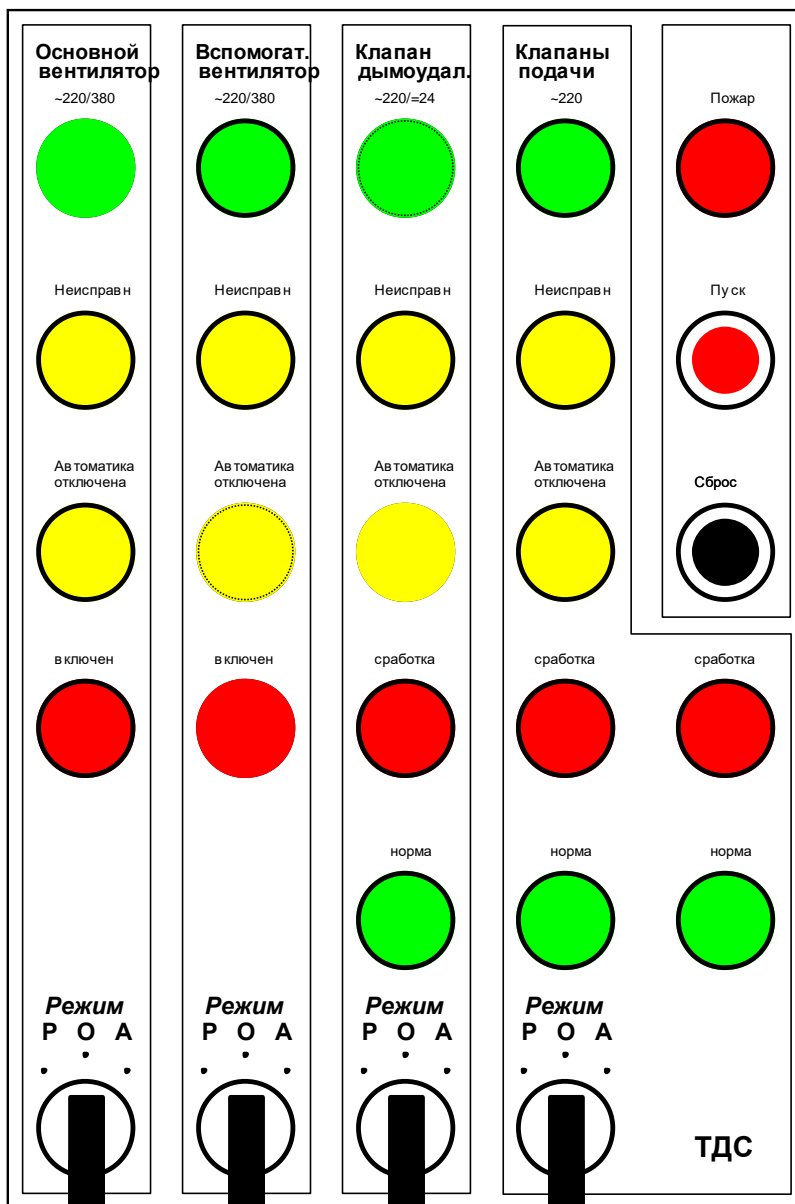 Основной
вентилятор
~220/380
Неисправн
Автоматика
отключена
включен
Режим
Р О А
Вспомогат.
вентилятор
~220/380
Неисправн
Автоматика
отключена
включен
Режим
Р О А
Клапан
дымоудал.
~220/=24
Неисправн
Автоматика
отключена
сработка
норма
Режим
Р О А
Клапаны
подачи
~220
Неисправн
Автоматика
отключена
сработка
норма
Режим
Р О А
Пожар
Пуск
Сброс
сработка
норма
ТДС